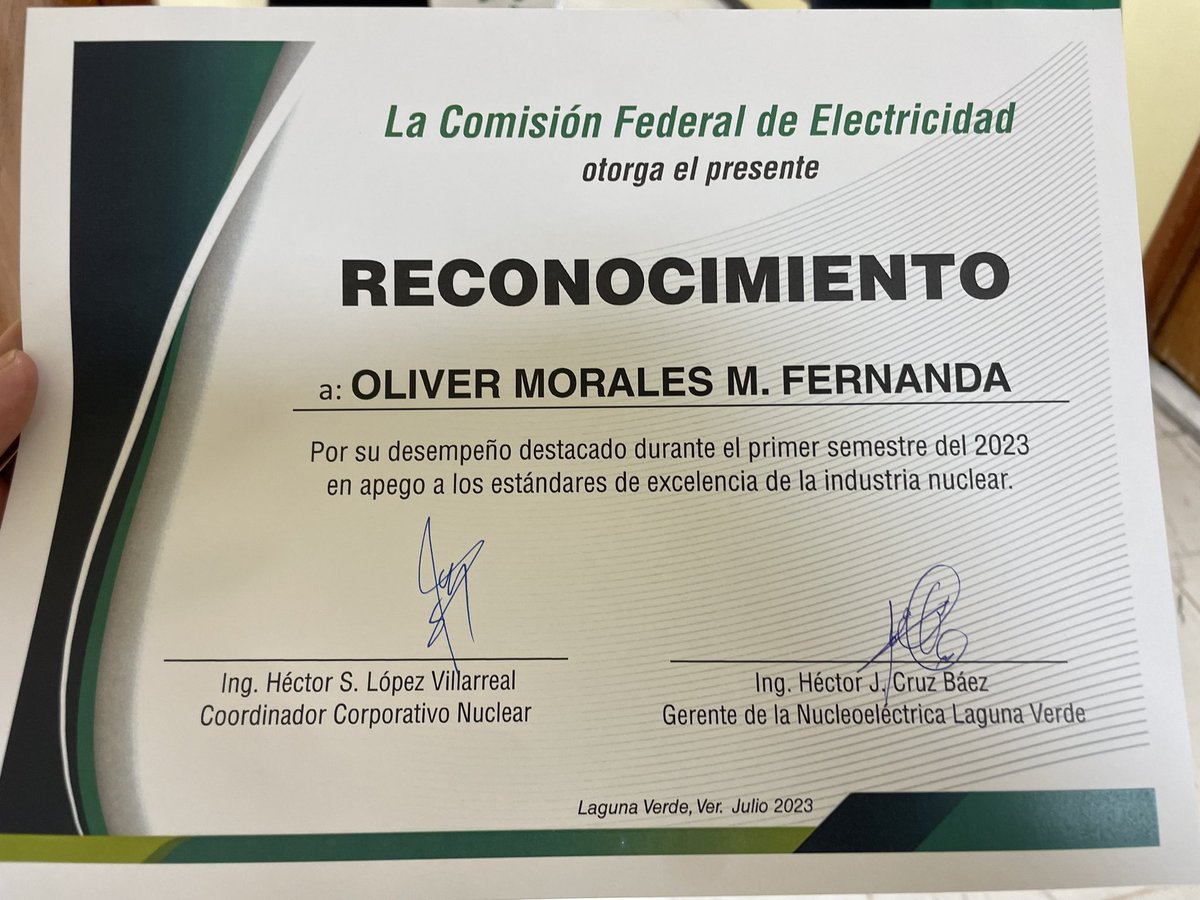 La Comisión Federal de Electricidad
otorga el presente
RECONOCIMIENTO
a: OLIVER MORALES M. FERNANDA
Por su desempeño destacado durante el primer semestre del 2023
en apego a los estándares de excelencia de la industria nuclear.
Ing. Héctor S. López Villarreal
Coordinador Corporativo Nuclear
Ing. Héctor J. Cruz Báez
Gerente de la Nucleoeléctrica Laguna Verde
Laguna Verde, Ver. Julio 2023